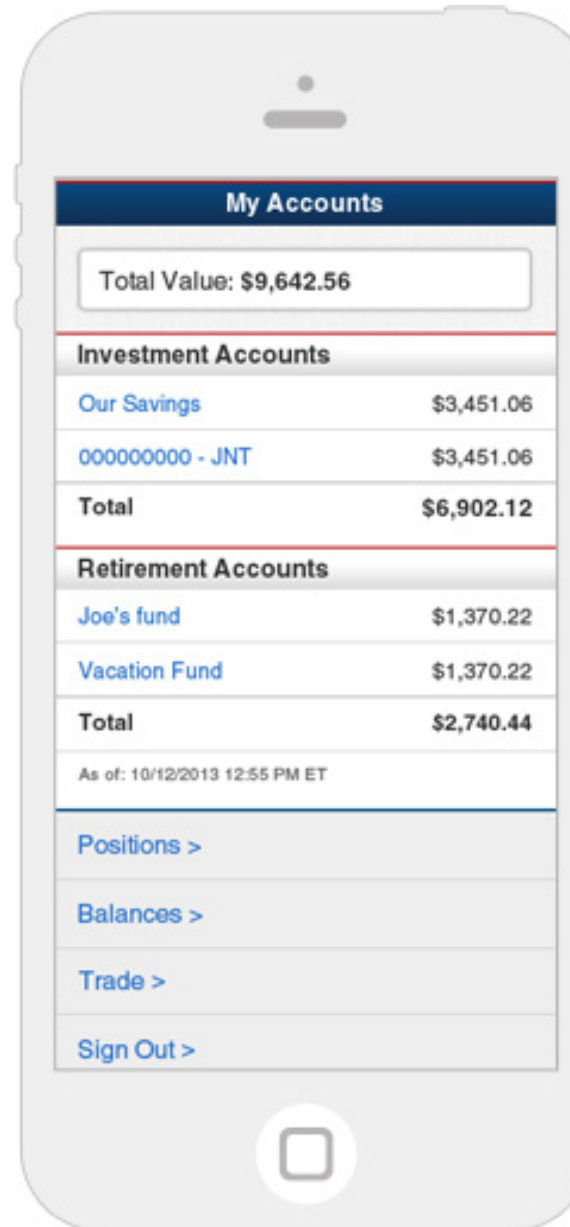 My Accounts
Total Value: $9,642.56
Investment Accounts
Our Savings $3,451.06
000000000 - JNT $3,451.06
Total $6,902.12
Retirement Accounts
Joe's fund $1,370.22
Vacation Fund $1,370.22
Total $2,740.44
As of: 10/12/2013 12:55 PM ET
Positions >
Balances >
Trade >
Sign Out >